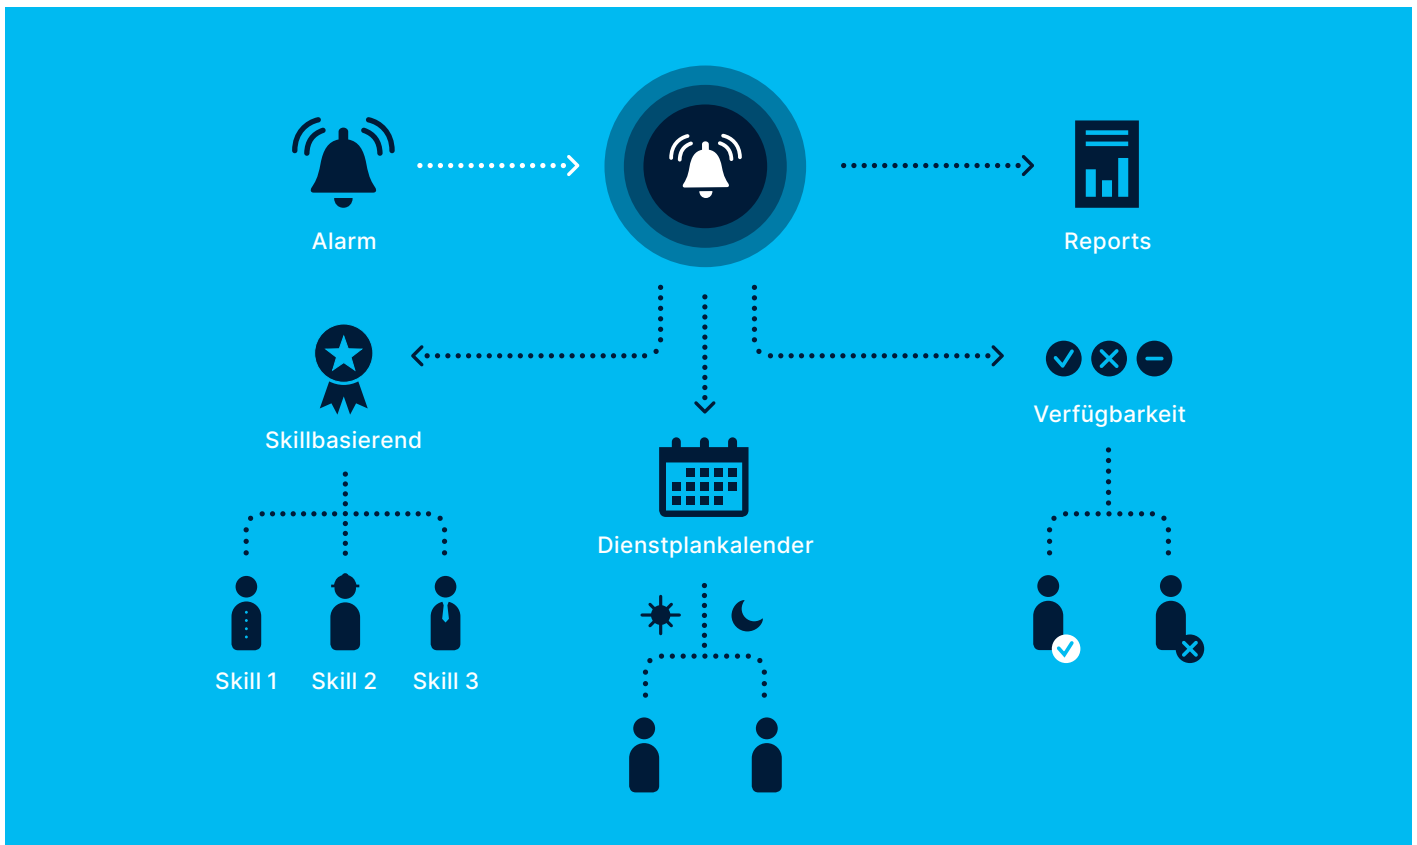 Alarm
Reports
Skillbasierend
Verfügbarkeit
Dienstplankalender
Skill 1
Skill 2
Skill 3